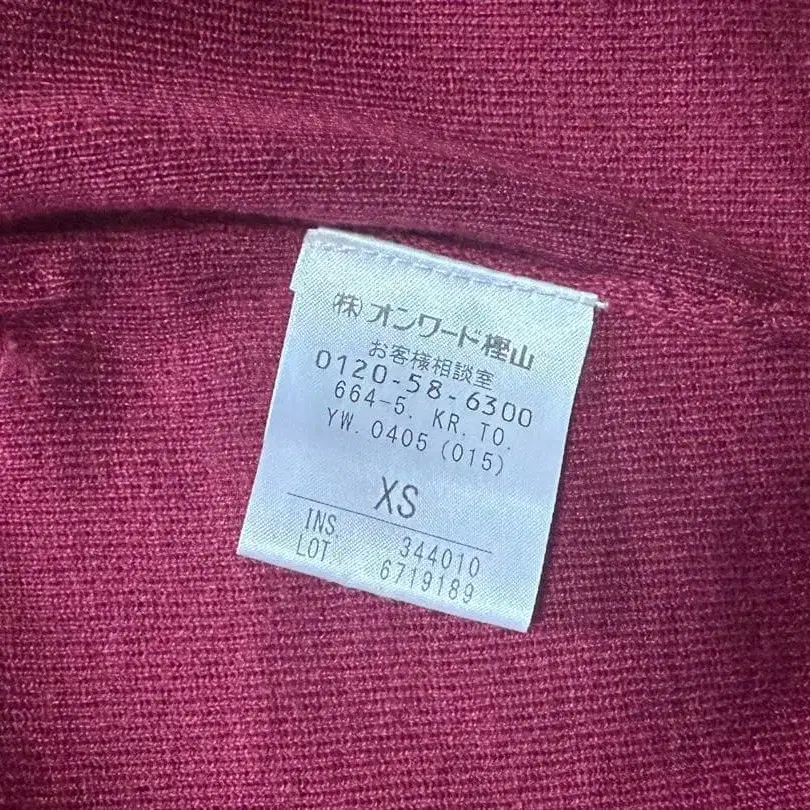 ㈱オンワード樫山
お客様相談室
0120-58-6300
664-5. KR. TO.
YW. 0405 (015)
XS
INS. 344010
LOT 6719189